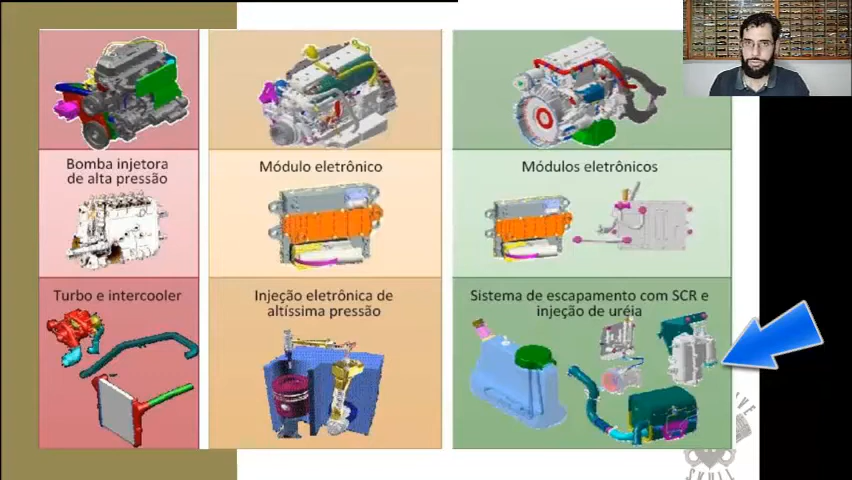 Bomba injetora
de alta pressão
Módulo eletrônico
Módulos eletrônicos
Turbo e intercooler
Injeção eletrônica de
altíssima pressão
Sistema de escapamento com SCR e
injeção de uréia